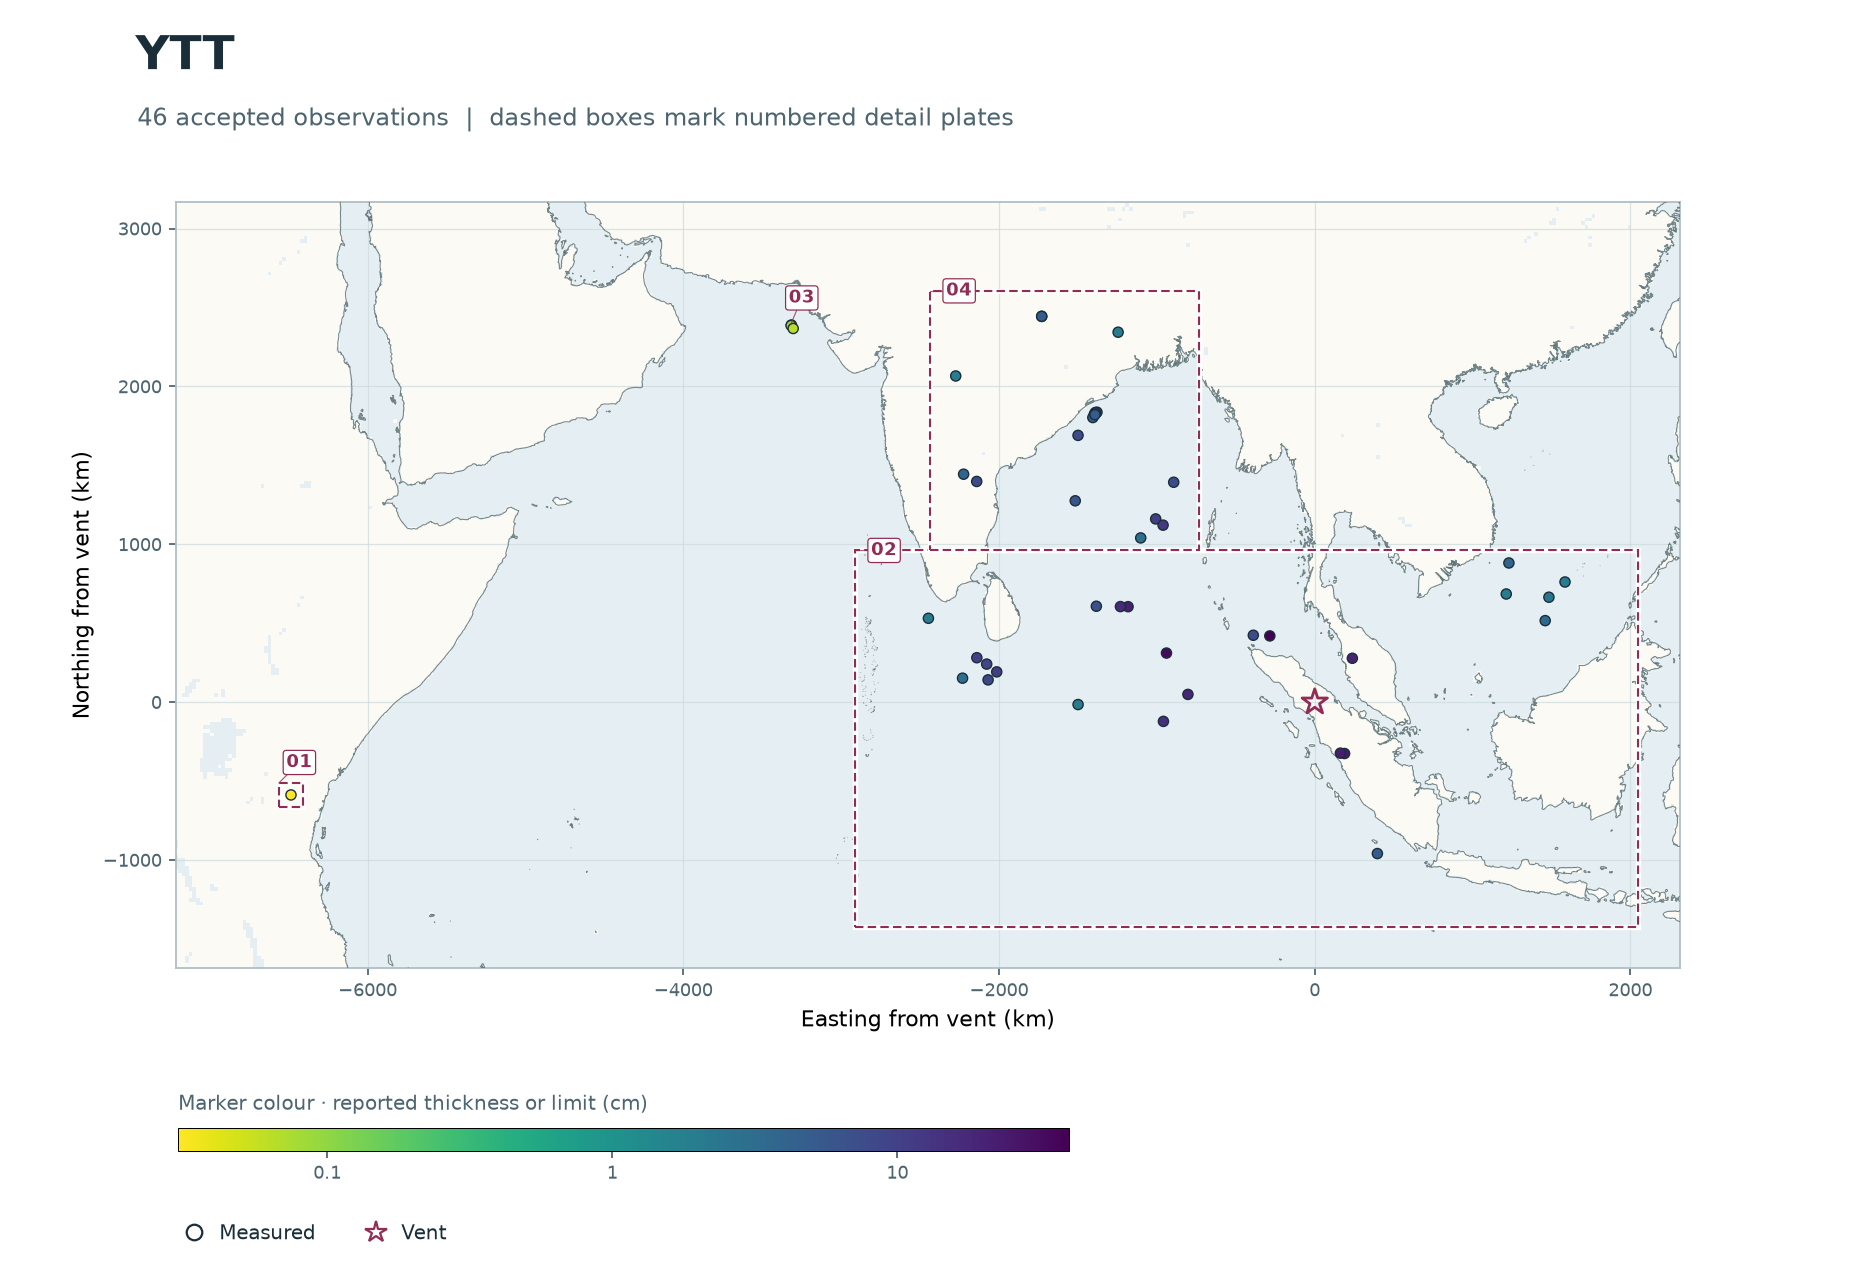 YTT
46 accepted observations | dashed boxes mark numbered detail plates
3000
2000
1000
0
−1000
Northing from vent (km)
03
04
02
01
−6000
−4000
−2000
0
2000
Easting from vent (km)
Marker colour · reported thickness or limit (cm)
0.1
1
10
Measured
Vent